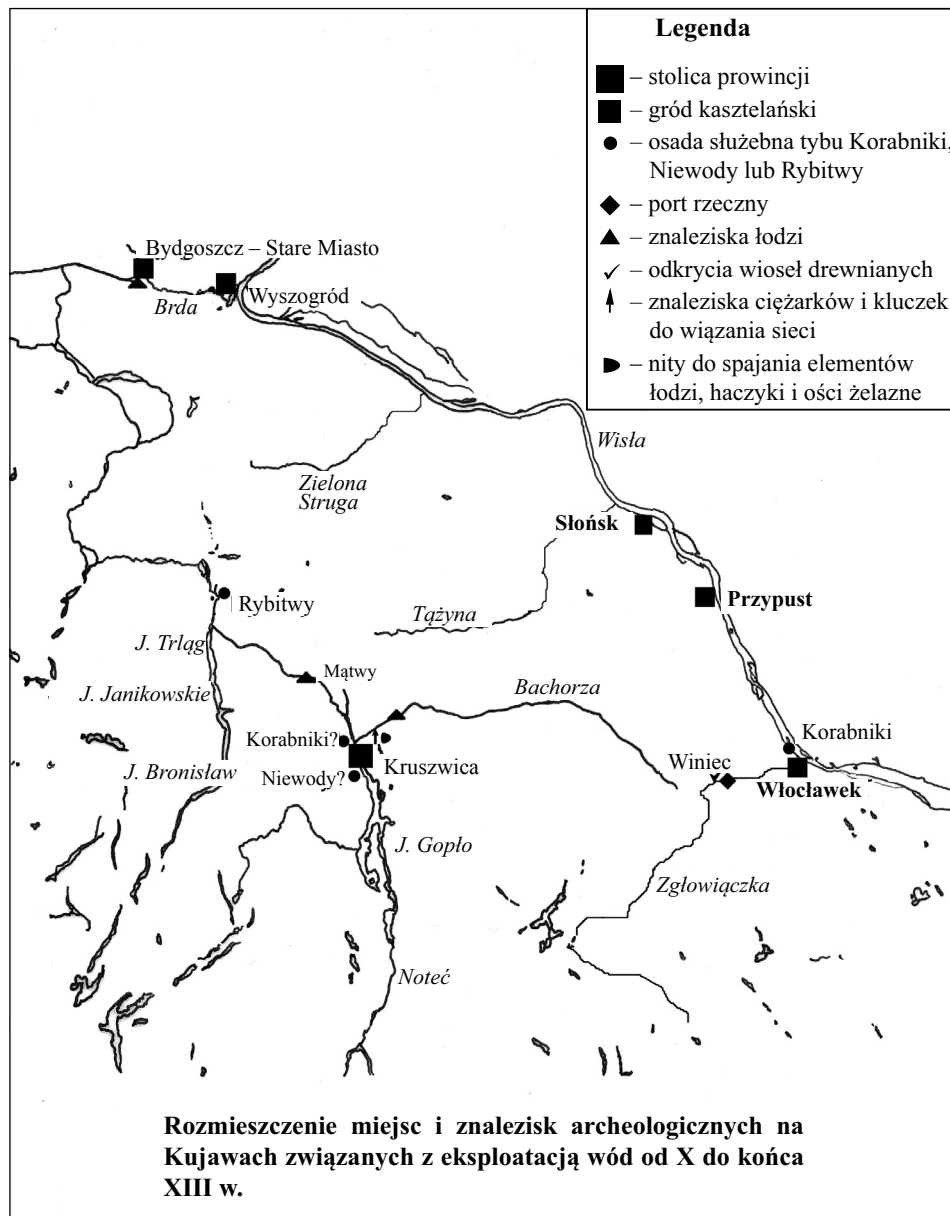 Legenda
– stolica prowincji
– gród kasztelański
– osada służebna tybu Korabniki,
Niewody lub Rybitwy
– port rzeczny
– znaleziska łodzi
– odkrycia wioseł drewnianych
– znaleziska ciężarków i kluczek
do wiązania sieci
– nity do spajania elementów
łodzi, haczyki i ości żelazne
Bydgoszcz – Stare Miasto
Brda
Wyszogród
Wisła
Zielona
Struga
Słońsk
Przypust
Rybitwy
Tążyna
J. Trląg
Mątwy
J. Janikowskie
Bachorza
Korabniki?
Korabniki
J. Bronisław
Kruszwica
Winiec
Niewody?
Włocławek
J. Gopło
Zgłowiączka
Noteć
Rozmieszczenie miejsc i znalezisk archeologicznych na
Kujawach związanych z eksploatacją wód od X do końca
XIII w.